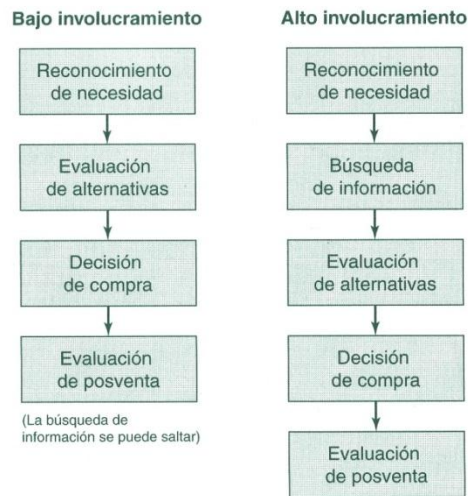 Bajo involucramiento
Reconocimiento
de necesidad
Evaluación
de alternativas
Decisión
de compra
Evaluación
de posventa
(La búsqueda de
información se puede saltar)
Alto involucramiento
Reconocimiento
de necesidad
Búsqueda
de información
Evaluación
de alternativas
Decisión
de compra
Evaluación
de posventa